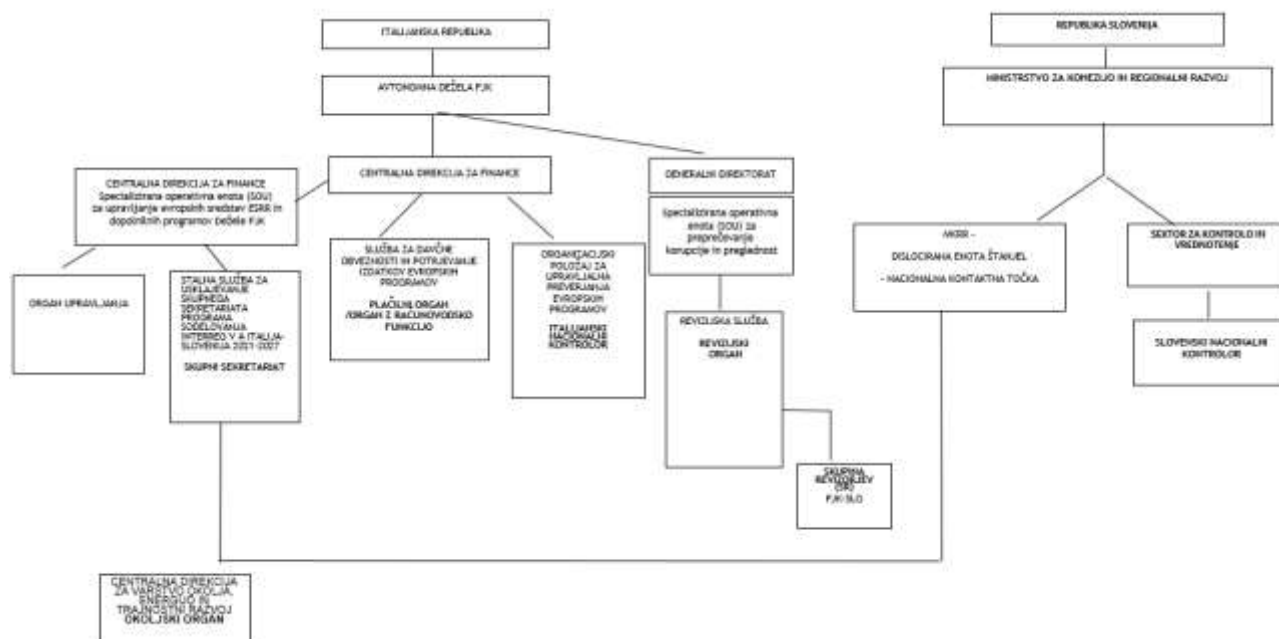 ITALIJANSKA REPUBLIKA
AVTONOMNA DEŽELA FJK
CENTRALNA DIREKCIJA ZA FINANCE
Specializirana operativna enota (SOU)
za upravljanje evropskih sredstev ESRR in
dopolnilnih programov Dežele FJK
CENTRALNA DIREKCIJA ZA FINANCE
GENERALNI DIREKTORAT
Specializirana operativna
enota (SOU) za
preprečevanje
korupcije in preglednost
ORGAN UPRAVLJANJA
STALNA SLUŽBA ZA
USKLAJEVANJE
SKUPNEGA
SEKRETARIATA
PROGRAMA
SODELOVANJA
INTERREG V A ITALIJA-
SLOVENIJA 2021-2027
SKUPNI SEKRETARIAT
SLUŽBA ZA DAVČNE
OBVEZNOSTI IN POTRJEVANJE
IZDATKOV EVROPSKIH
PROGRAMOV
PLAČILNI ORGAN
/ORGAN Z RAČUNOVODSKO
FUNKCIJO
ORGANIZACIJSKI
POLOŽAJ ZA
UPRAVLJALNA
PREVERJANJA
EVROPSKIH
PROGRAMOV
ITALIJANSKI
NACIONALNI
KONTROLOR
REVIZIJSKA SLUŽBA
REVIZIJSKI
ORGAN
SKUPINA
REVIZORJEV
(SR)
FJK-SLO
CENTRALNA DIREKCIJA
ZA VARSTVO OKOLJA,
ENERGIJO IN
TRAJNOSTNI RAZVOJ
OKOLJSKI ORGAN
REPUBLIKA SLOVENIJA
MINISTRSTVO ZA KOHEZIJO IN REGIONALNI RAZVOJ
MKRR -
DISLOCIRANA ENOTA ŠTANJEL
- NACIONALNA KONTAKTNA TOČKA
SEKTOR ZA KONTROLO IN
VREDNOTENJE
SLOVENSKI NACIONALNI
KONTROLOR